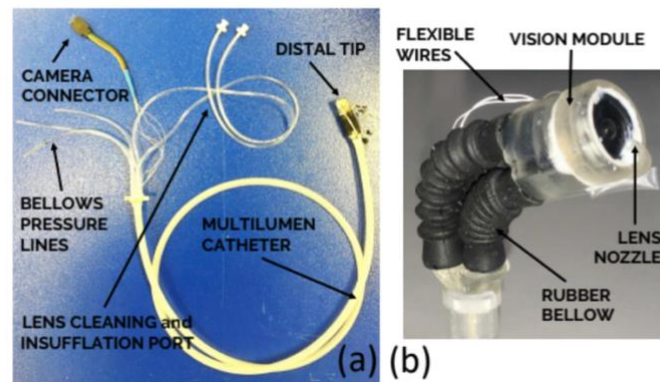 CAMERA
CONNECTOR
DISTAL TIP
BELLOWS
PRESSURE
LINES
MULTILUMEN
CATHETER
LENS CLEANING and
INSUFFLATION PORT
(a)
FLEXIBLE
WIRES
VISION MODULE
LENS
NOZZLE
RUBBER
BELLOW
(b)